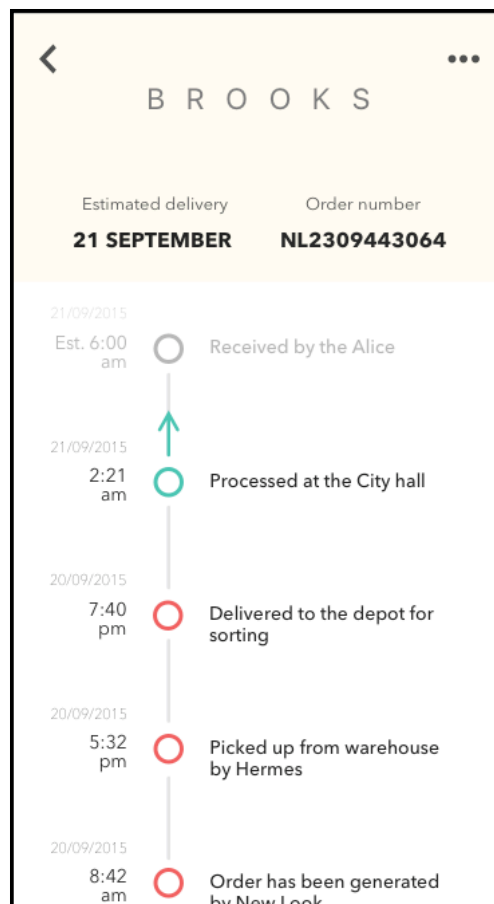 B R O O K S
Estimated delivery
Order number
21 SEPTEMBER
NL2309443064
21/09/2015
Est. 6:00
am
Received by the Alice
21/09/2015
2:21
am
Processed at the City hall
20/09/2015
7:40
pm
Delivered to the depot for
sorting
20/09/2015
5:32
pm
Picked up from warehouse
by Hermes
20/09/2015
8:42
am
Order has been generated
by New Look